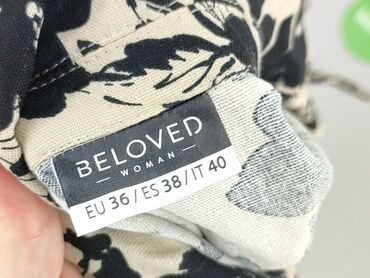 BELOVED
— WOMAN —
EU 36 / ES 38 / IT 40